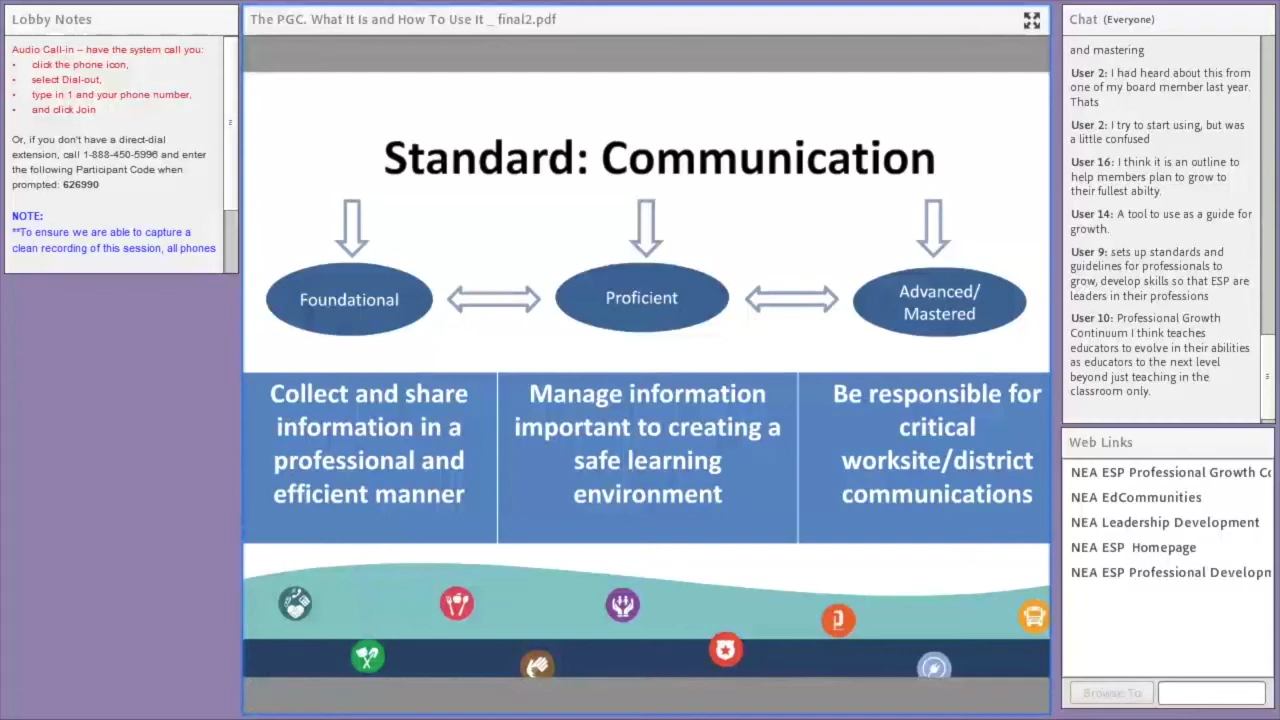 Lobby Notes
Audio Call-in – have the system call you:
• click the phone icon,
• select Dial-out,
• type in 1 and your phone number,
• and click Join
Or, if you don't have a direct-dial
extension, call 1-888-450-5996 and enter
the following Participant Code when
prompted: 626990
NOTE:
**To ensure we are able to capture a
clean recording of this session, all phones
The PGC. What It Is and How To Use It _ final2.pdf
Standard: Communication
Foundational
Proficient
Advanced/
Mastered
Collect and share
information in a
professional and
efficient manner
Manage information
important to creating a
safe learning
environment
Be responsible for
critical
worksite/district
communications
Chat (Everyone)
and mastering
User 2: I had heard about this from
one of my board member last year.
Thats
User 2: I try to start using, but was
a little confused
User 16: I think it is an outline to
help members plan to grow to
their fullest abilty.
User 14: A tool to use as a guide for
growth.
User 9: sets up standards and
guidelines for professionals to
grow, develop skills so that ESP are
leaders in their professions
User 10: Professional Growth
Continuum I think teaches
educators to evolve in their abilities
as educators to the next level
beyond just teaching in the
classroom only.
Web Links
NEA ESP Professional Growth Co
NEA EdCommunities
NEA Leadership Development
NEA ESP Homepage
NEA ESP Professional Developn
Browse To